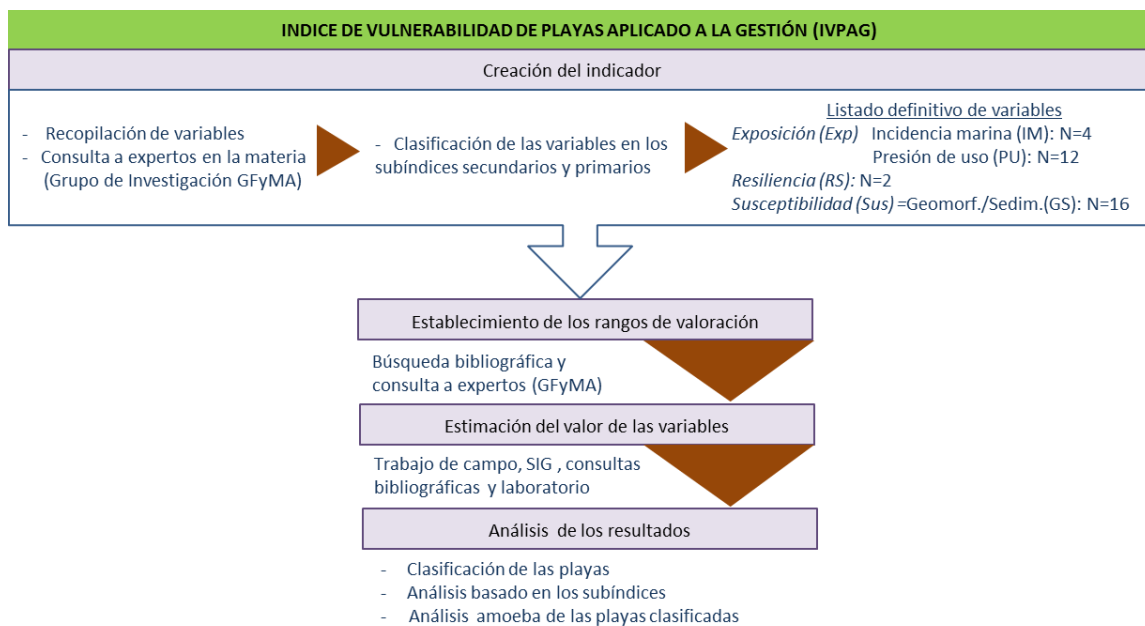 INDICE DE VULNERABILIDAD DE PLAYAS APLICADO A LA GESTIÓN (IVPAG)
Creación del indicador
- Recopilación de variables
- Consulta a expertos en la materia
(Grupo de Investigación GFyMA)
- Clasificación de las variables en los
subíndices secundarios y primarios
Listado definitivo de variables
Exposición (Exp) Incidencia marina (IM): N=4
Presión de uso (PU): N=12
Resiliencia (RS): N=2
Susceptibilidad (Sus) =Geomorf./Sedim.(GS): N=16
Establecimiento de los rangos de valoración
Búsqueda bibliográfica y
consulta a expertos (GFyMA)
Estimación del valor de las variables
Trabajo de campo, SIG , consultas
bibliográficas y laboratorio
Análisis de los resultados
- Clasificación de las playas
- Análisis basado en los subíndices
- Análisis amoeba de las playas clasificadas